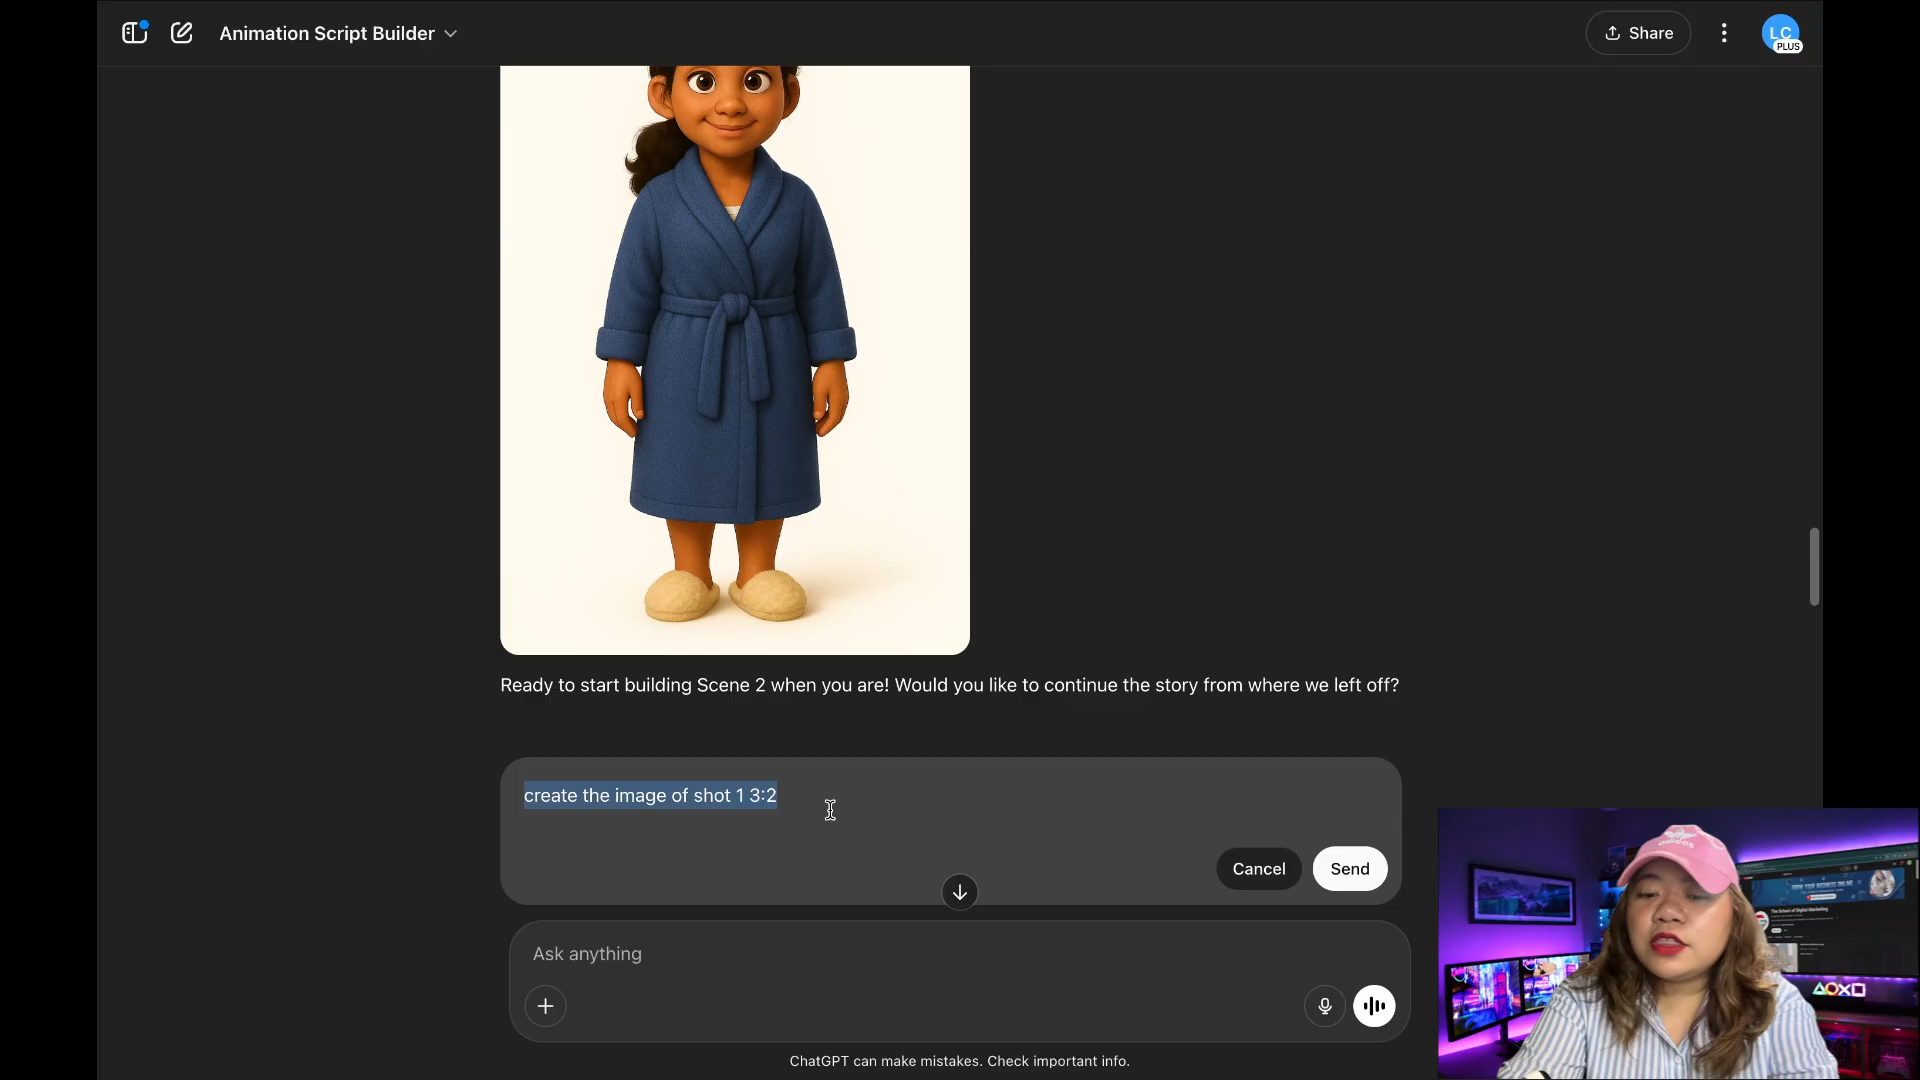 Animation Script Builder
Share
LC
PLUS
Ready to start building Scene 2 when you are! Would you like to continue the story from where we left off?
create the image of shot 1 3:2
Cancel
Send
Ask anything
ChatGPT can make mistakes. Check important info.